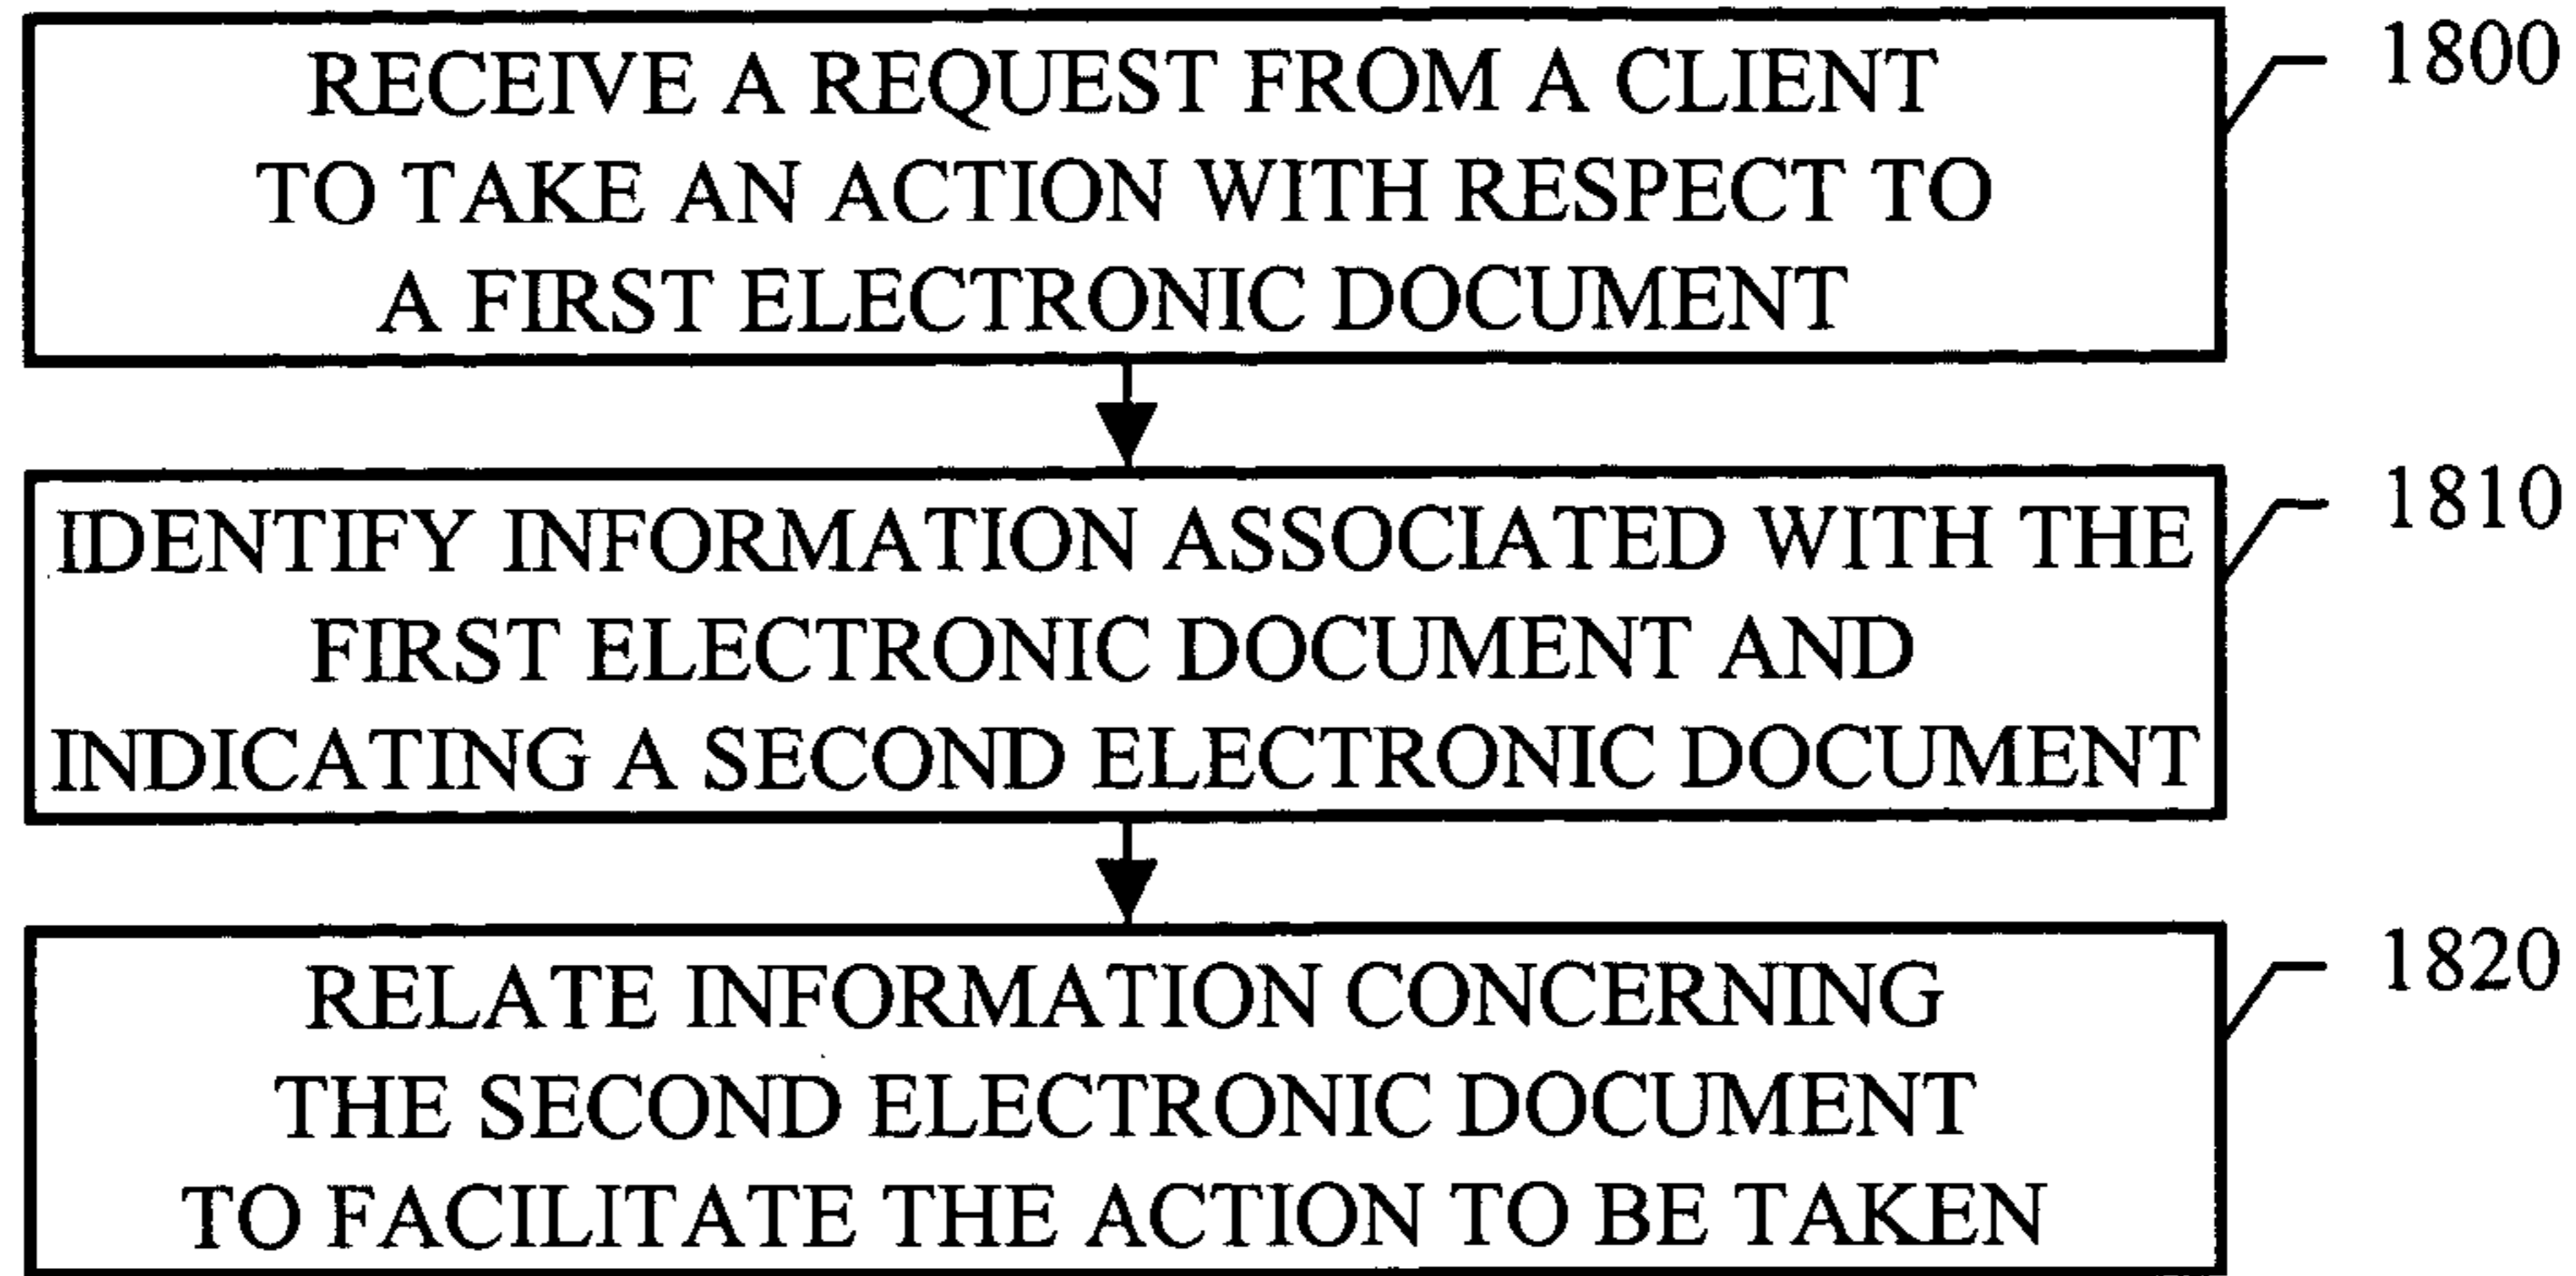 RECEIVE A REQUEST FROM A CLIENT
TO TAKE AN ACTION WITH RESPECT TO
A FIRST ELECTRONIC DOCUMENT
1800
IDENTIFY INFORMATION ASSOCIATED WITH THE
FIRST ELECTRONIC DOCUMENT AND
INDICATING A SECOND ELECTRONIC DOCUMENT
1810
RELATE INFORMATION CONCERNING
THE SECOND ELECTRONIC DOCUMENT
TO FACILITATE THE ACTION TO BE TAKEN
1820